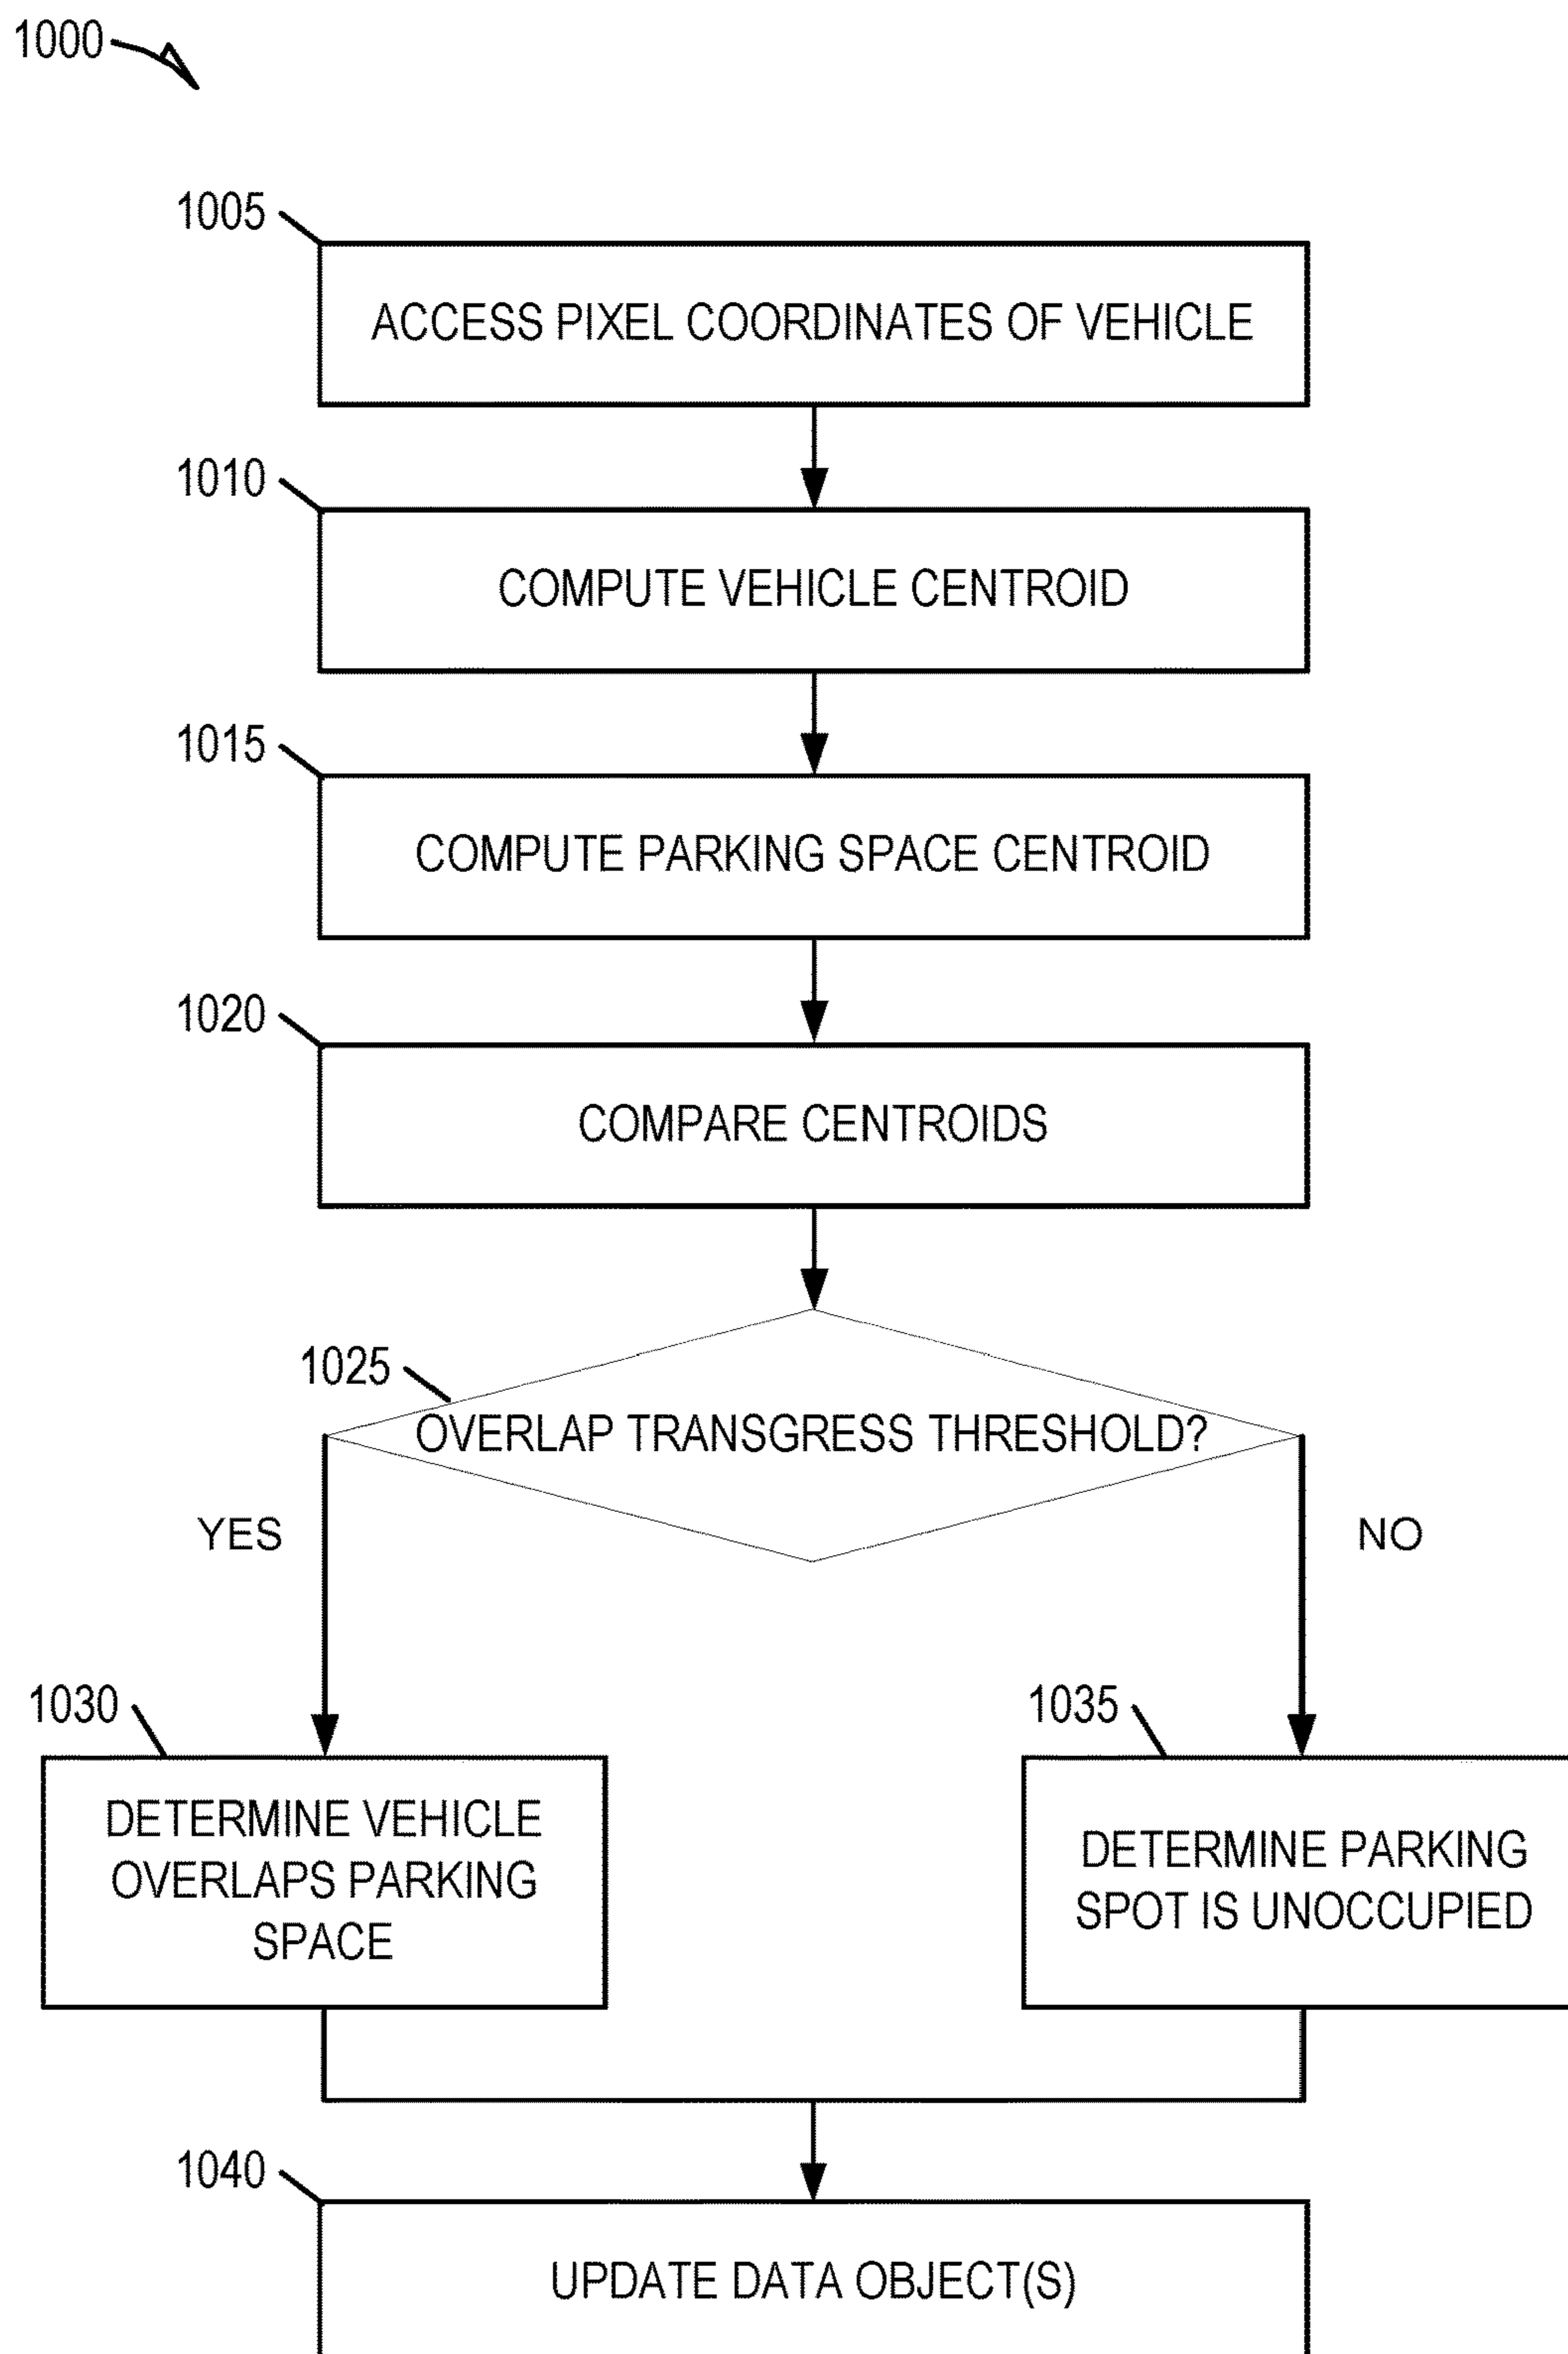 1000
1005
ACCESS PIXEL COORDINATES OF VEHICLE
1010
COMPUTE VEHICLE CENTROID
1015
COMPUTE PARKING SPACE CENTROID
1020
COMPARE CENTROIDS
1025
OVERLAP TRANSGRESS THRESHOLD?
YES
NO
1030
DETERMINE VEHICLE
OVERLAPS PARKING
SPACE
1035
DETERMINE PARKING
SPOT IS UNOCCUPIED
1040
UPDATE DATA OBJECT(S)